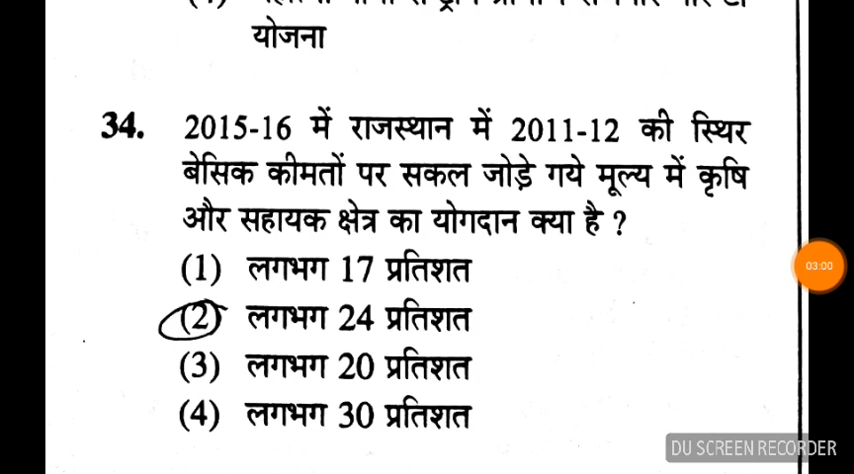 योजना
34. 2015-16 में राजस्थान में 2011-12 की स्थिर
बेसिक कीमतों पर सकल जोड़े गये मूल्य में कृषि
और सहायक क्षेत्र का योगदान क्या है ?
(1) लगभग 17 प्रतिशत
(2) लगभग 24 प्रतिशत
(3) लगभग 20 प्रतिशत
(4) लगभग 30 प्रतिशत
03:00
DU SCREEN RECORDER